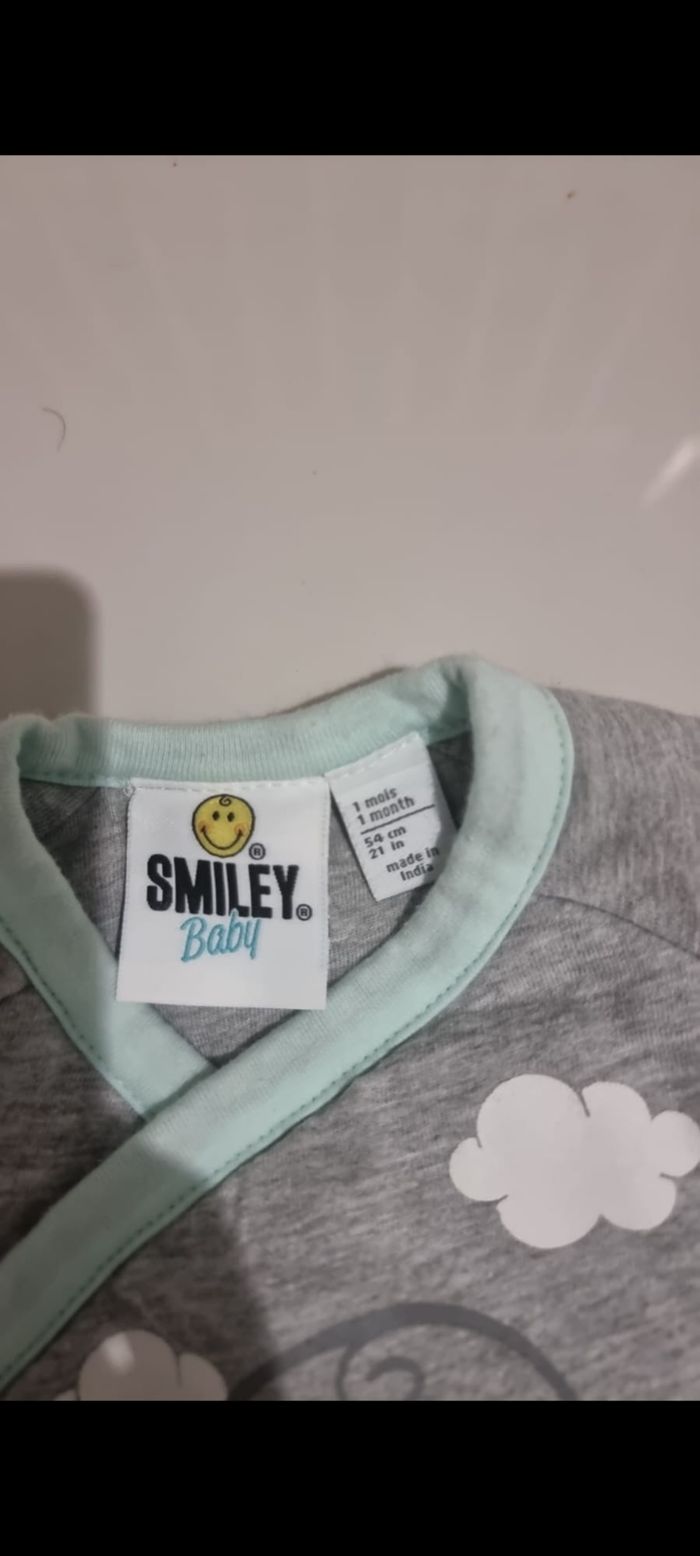 ®
SMILEY®
Baby
1 mois
1 month
54 cm
21 in
made in
India